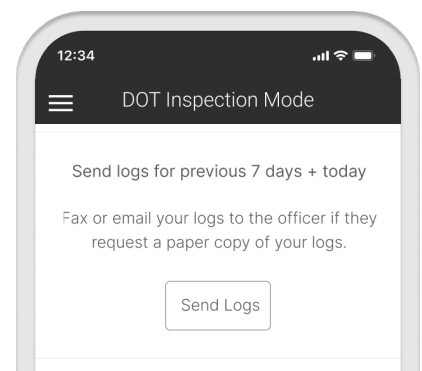 12:34
DOT Inspection Mode
Send logs for previous 7 days + today
Fax or email your logs to the officer if they
request a paper copy of your logs.
Send Logs